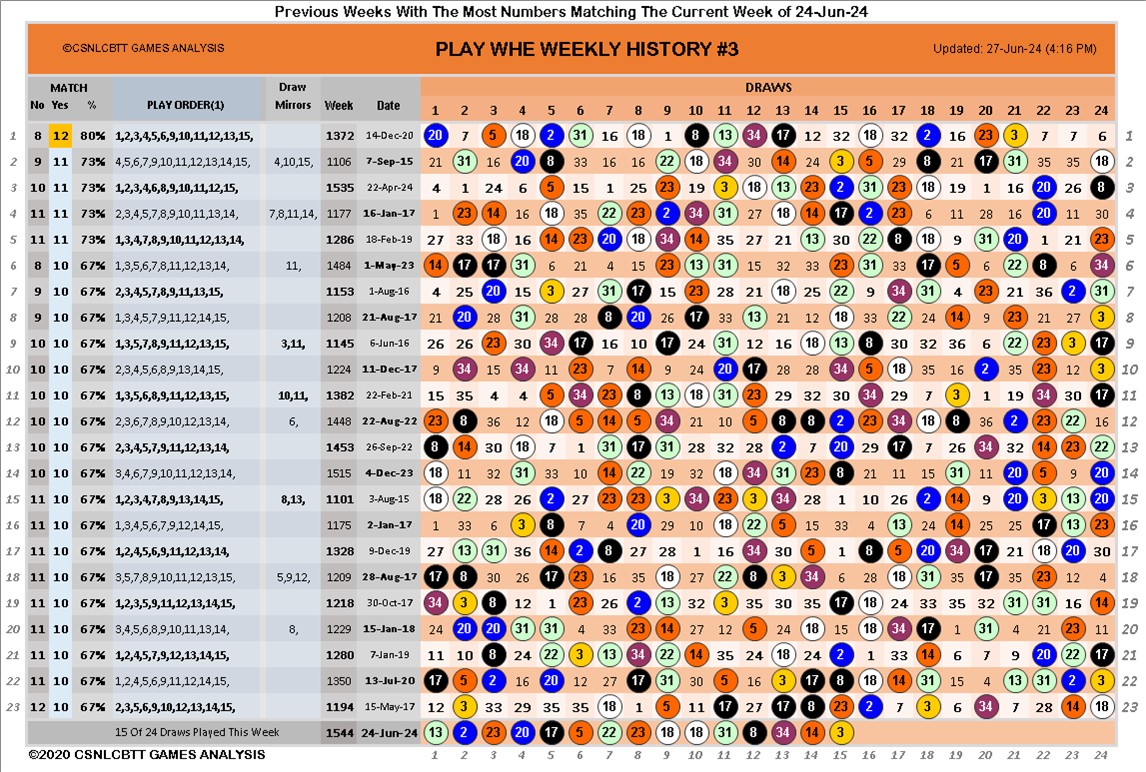 Previous Weeks With The Most Numbers Matching The Current Week of 24-Jun-24
©CSNLCBTT GAMES ANALYSIS PLAY WHE WEEKLY HISTORY #3 Updated: 27-Jun-24 (4:16 PM)
MATCH Draw DRAWS
No Yes % PLAY ORDER(1) Mirrors Week Date 1 2 3 4 5 6 7 8 9 10 11 12 13 14 15 16 17 18 19 20 21 22 23 24
1 8 12 80% 1,2,3,4,5,6,9,10,11,12,13,15, 1372 14-Dec-20 20 7 5 18 2 31 16 18 1 8 13 34 17 12 32 18 32 2 16 23 3 7 7 6 1
2 9 11 73% 4,5,6,7,9,10,11,12,13,14,15, 4,10,15, 1106 7-Sep-15 21 31 16 20 8 33 16 16 22 18 34 30 14 24 3 5 29 8 21 17 31 35 35 18 2
3 10 11 73% 1,2,3,4,6,8,9,10,11,12,15, 1535 22-Apr-24 4 1 24 6 5 15 1 25 23 19 3 18 13 23 2 31 23 18 19 1 16 20 26 8 3
4 11 11 73% 2,3,4,5,7,8,9,10,11,13,14, 7,8,11,14, 1177 16-Jan-17 1 23 14 16 18 35 22 23 2 34 31 27 18 14 17 2 23 6 11 28 16 20 11 30 4
5 11 11 73% 1,3,4,7,8,9,10,11,12,13,14, 1286 18-Feb-19 27 33 18 16 14 23 20 18 34 14 35 27 21 13 30 22 8 18 9 31 20 1 21 23 5
6 8 10 67% 1,3,5,6,7,8,11,12,13,14, 11, 1484 1-May-23 14 17 17 31 6 21 4 15 23 13 31 15 32 33 23 31 33 17 5 6 22 8 6 34 6
7 9 10 67% 2,3,4,5,7,8,9,11,13,15, 1153 1-Aug-16 4 25 20 15 3 27 31 17 15 23 28 21 18 25 22 9 34 31 4 23 21 36 2 31 7
8 9 10 67% 1,3,4,5,7,9,11,12,13,15, 1208 21-Aug-17 21 20 28 31 28 28 8 20 26 17 33 13 21 12 18 33 22 24 14 9 23 21 27 3 8
9 10 10 67% 1,3,5,7,8,9,11,12,13,15, 3,11, 1145 6-Jun-16 26 26 23 30 34 17 16 9 17 24 31 12 14 18 13 8 30 32 36 6 22 23 3 17 9
10 10 10 67% 2,3,4,5,6,8,9,13,14,15, 1224 11-Dec-17 9 34 15 34 11 23 7 14 9 24 20 17 28 28 34 5 18 35 16 2 35 23 12 3 10
11 10 10 67% 1,3,5,6,8,9,11,12,13,15, 10,11, 1382 22-Feb-21 15 35 4 4 5 34 23 8 13 18 31 23 29 32 30 34 29 7 3 1 19 34 30 17 11
12 10 10 67% 2,3,6,7,8,9,10,12,13,14, 6, 1448 22-Aug-22 23 8 36 12 18 5 14 5 34 21 10 5 8 8 2 23 34 18 8 36 2 23 22 16 12
13 10 10 67% 2,3,4,5,7,9,11,12,13,14, 1453 26-Sep-22 8 14 30 18 7 1 31 17 31 28 32 28 2 7 20 29 17 7 26 34 32 14 23 22 13
14 10 10 67% 3,4,6,7,9,10,11,12,13,14, 1515 4-Dec-23 18 11 24 31 33 10 14 22 19 32 18 34 31 23 8 21 11 15 31 11 20 5 9 20 14
15 11 10 67% 1,2,3,4,7,8,9,13,14,15, 8,13, 1101 3-Aug-15 18 22 28 26 2 27 23 23 3 34 23 3 34 28 1 10 26 2 14 9 20 3 13 20 15
16 11 10 67% 1,3,4,5,6,7,9,12,14,15, 1175 2-Jan-17 1 33 6 3 8 7 4 20 29 10 18 22 5 15 33 4 13 24 14 25 25 17 13 23 16
17 11 10 67% 1,2,4,5,6,9,11,12,13,14, 1328 9-Dec-19 27 13 31 36 14 2 8 27 28 1 16 34 30 5 1 8 5 20 34 17 21 18 20 30 17
18 11 10 67% 3,5,7,8,9,10,11,12,13,15, 5,9,12, 1209 28-Aug-17 17 8 30 26 17 23 16 35 18 27 22 8 3 34 6 28 18 31 35 17 35 23 12 4 18
19 11 10 67% 1,2,3,5,9,11,12,13,14,15, 1218 30-Oct-17 34 3 8 12 1 23 26 2 13 32 3 35 30 35 17 18 24 33 35 32 31 31 16 14 19
20 11 10 67% 3,4,5,6,8,9,10,11,13,14, 8, 1229 15-Jan-18 24 20 20 31 31 4 33 23 14 27 12 5 24 18 15 18 34 17 1 31 4 21 23 11 20
21 11 10 67% 1,2,4,5,7,9,12,13,14,15, 1280 7-Jan-19 11 10 8 24 22 3 13 34 22 14 35 34 24 18 15 2 1 33 14 6 7 9 20 22 17 21
22 11 10 67% 1,2,4,5,6,9,11,12,14,15, 1350 13-Jul-20 17 5 2 16 20 12 27 17 31 35 5 16 3 17 8 18 14 31 15 4 13 31 2 3 22
23 12 10 67% 2,3,5,6,9,10,12,13,14,15, 1194 15-May-17 12 3 33 29 35 35 18 1 5 11 17 27 17 8 23 2 7 3 6 34 7 28 14 18 23
15 Of 24 Draws Played This Week 1544 24-Jun-24 13 2 23 20 17 5 22 23 18 18 31 8 34 14 3
©2020 CSNLCBTT GAMES ANALYSIS 1 2 3 4 5 6 7 8 9 10 11 12 13 14 15 16 17 18 19 20 21 22 23 24